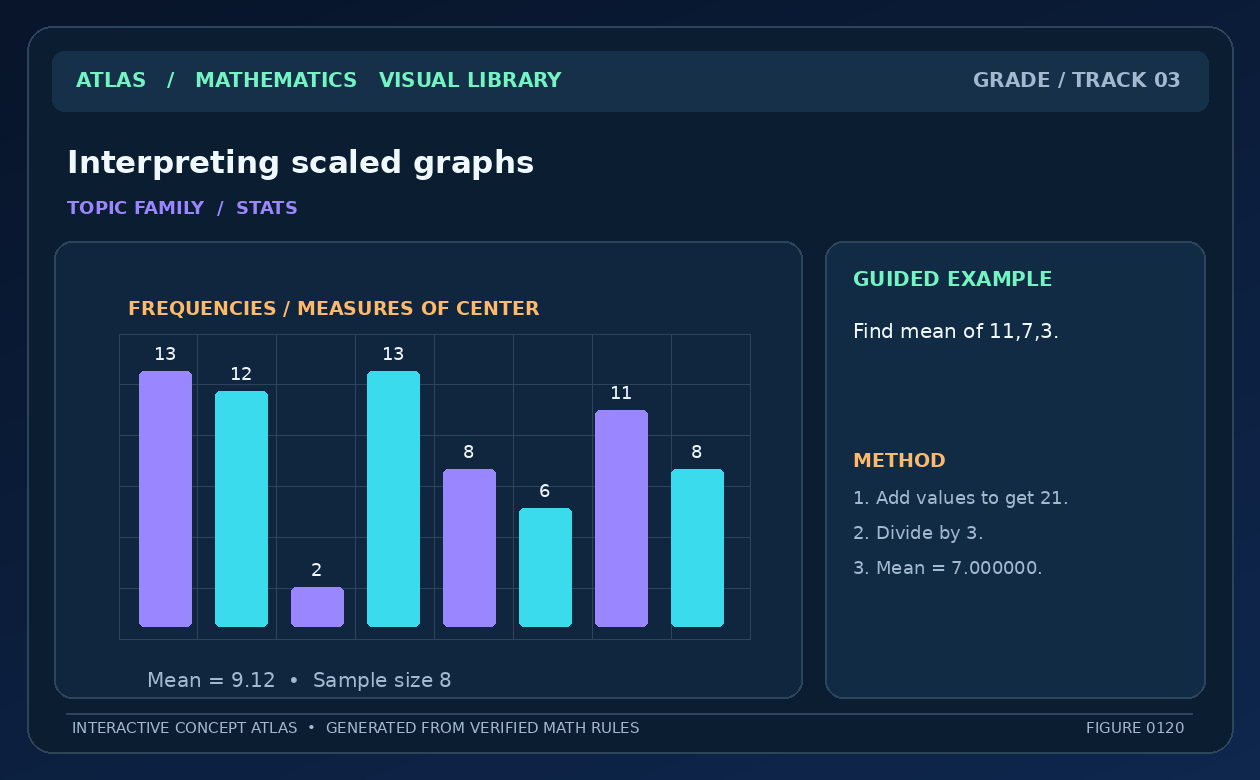 ATLAS / MATHEMATICS VISUAL LIBRARY
GRADE / TRACK 03
Interpreting scaled graphs
TOPIC FAMILY / STATS
FREQUENCIES / MEASURES OF CENTER
13
12
2
13
8
6
11
8
Mean = 9.12 • Sample size 8
GUIDED EXAMPLE
Find mean of 11,7,3.
METHOD
1. Add values to get 21.
2. Divide by 3.
3. Mean = 7.000000.
INTERACTIVE CONCEPT ATLAS • GENERATED FROM VERIFIED MATH RULES
FIGURE 0120